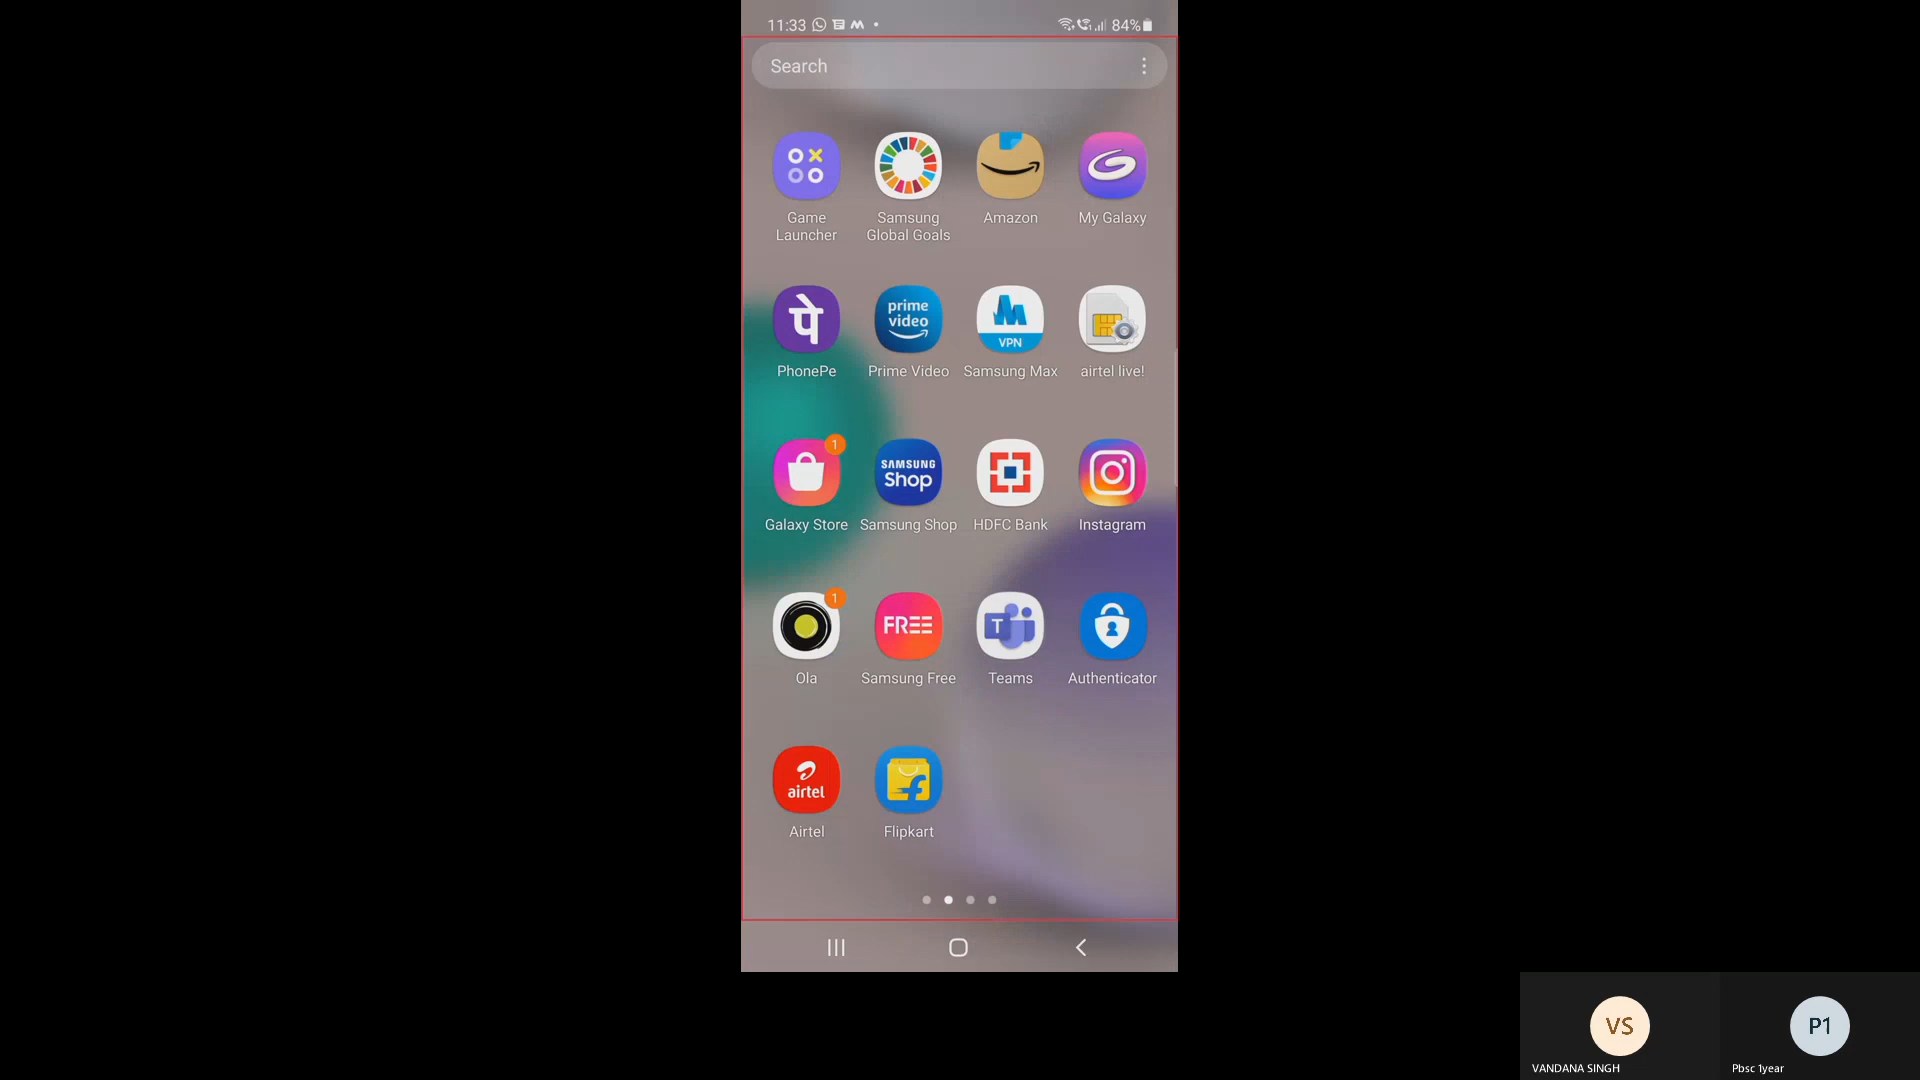 11:33
84%
Search
Game
Launcher
Samsung
Global Goals
Amazon
My Galaxy
पे
PhonePe
prime
video
Prime Video
VPN
Samsung Max
airtel live!
1
Galaxy Store
SAMSUNG
Shop
Samsung Shop
HDFC Bank
Instagram
1
Ola
FREE
Samsung Free
T
Teams
Authenticator
airtel
Airtel
f
Flipkart
VS
VANDANA SINGH
P1
Pbsc 1year